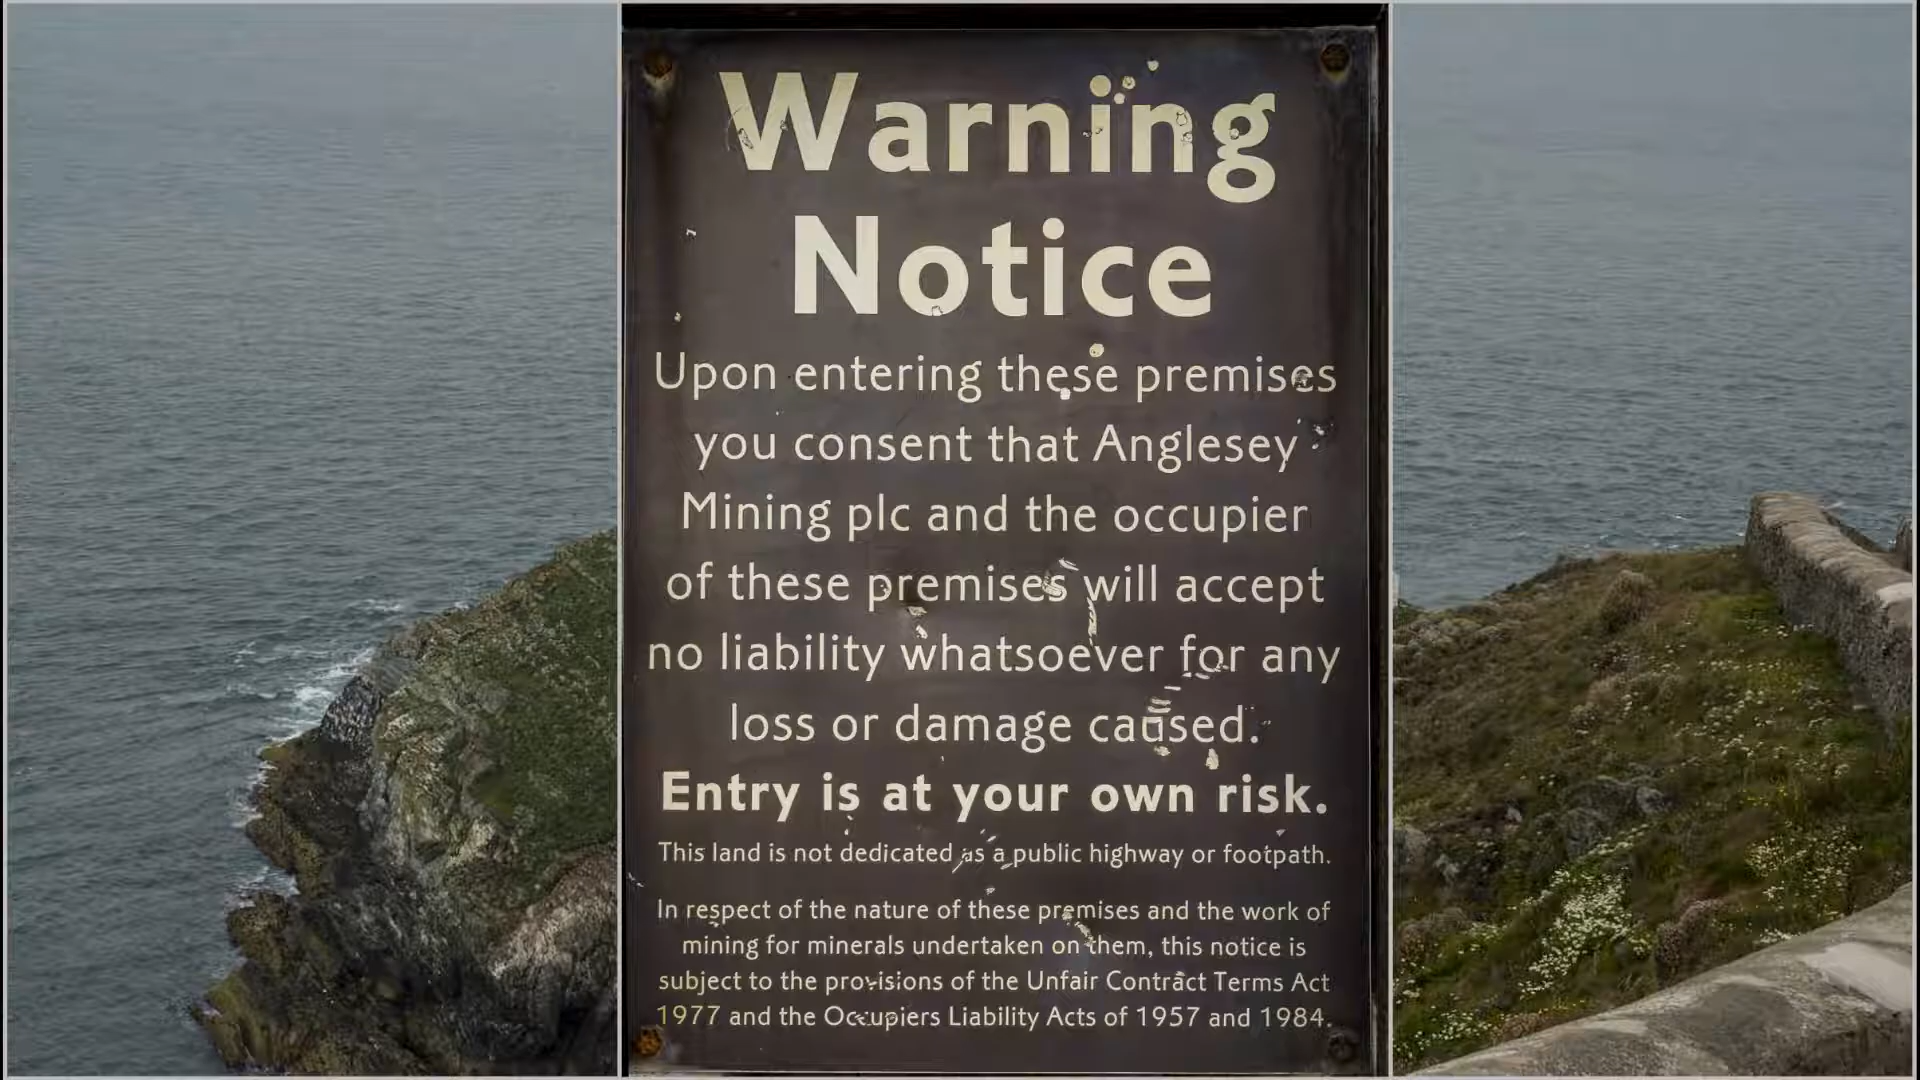 Warning
Notice
Upon entering these premises
you consent that Anglesey
Mining plc and the occupier
of these premises will accept
no liability whatsoever for any
loss or damage caused.
Entry is at your own risk.
This land is not dedicated as a public highway or footpath.
In respect of the nature of these premises and the work of
mining for minerals undertaken on them, this notice is
subject to the provisions of the Unfair Contract Terms Act
1977 and the Occupiers Liability Acts of 1957 and 1984.